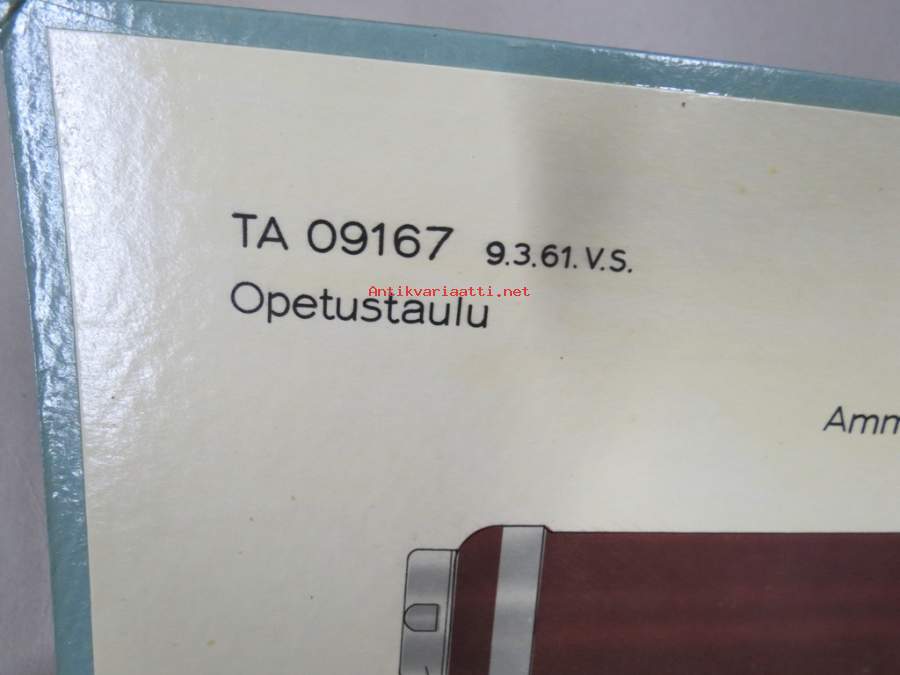 TA 09167 9.3.61. V.S.
Antikvariaatti.net
Opetustaulu
Amm